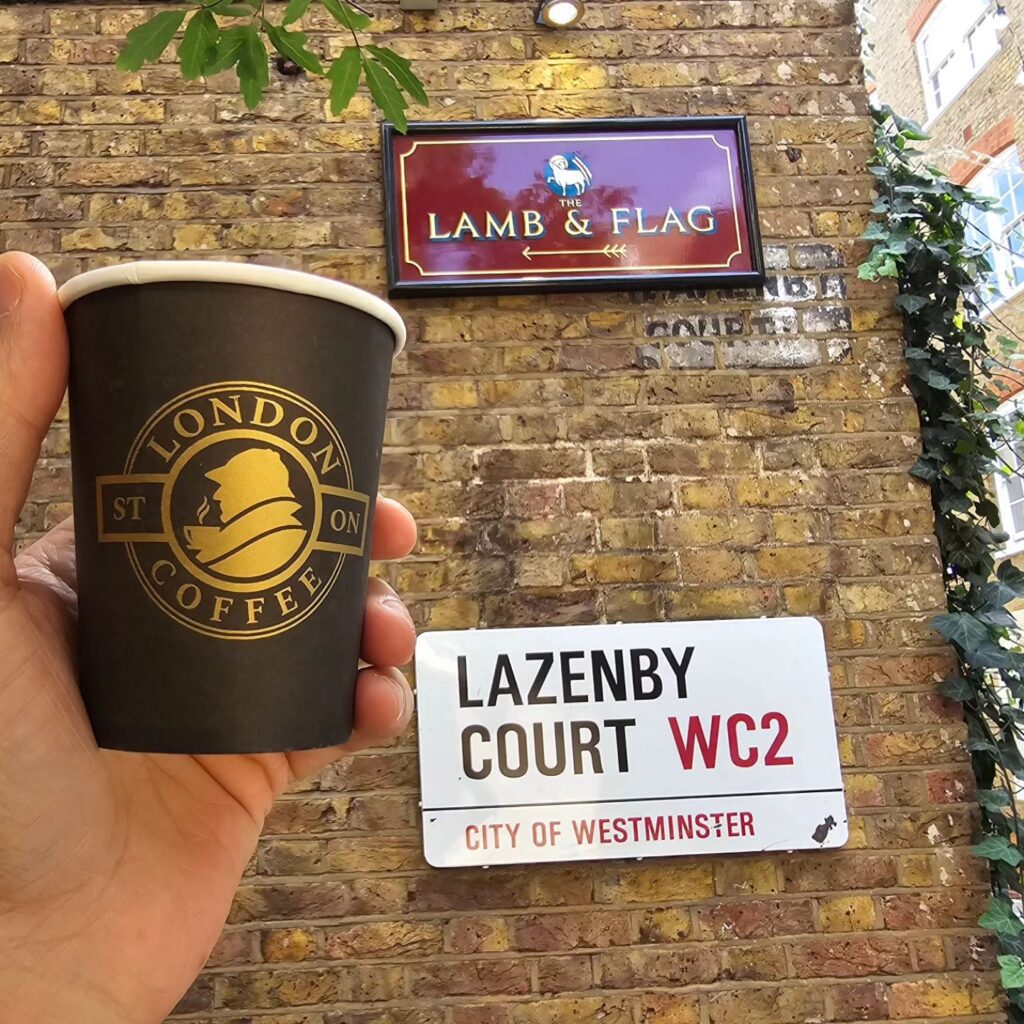 THE
LAMB & FLAG
COURT
LONDON
ST
ON
COFFEE
LAZENBY
COURT WC2
CITY OF WESTMINSTER